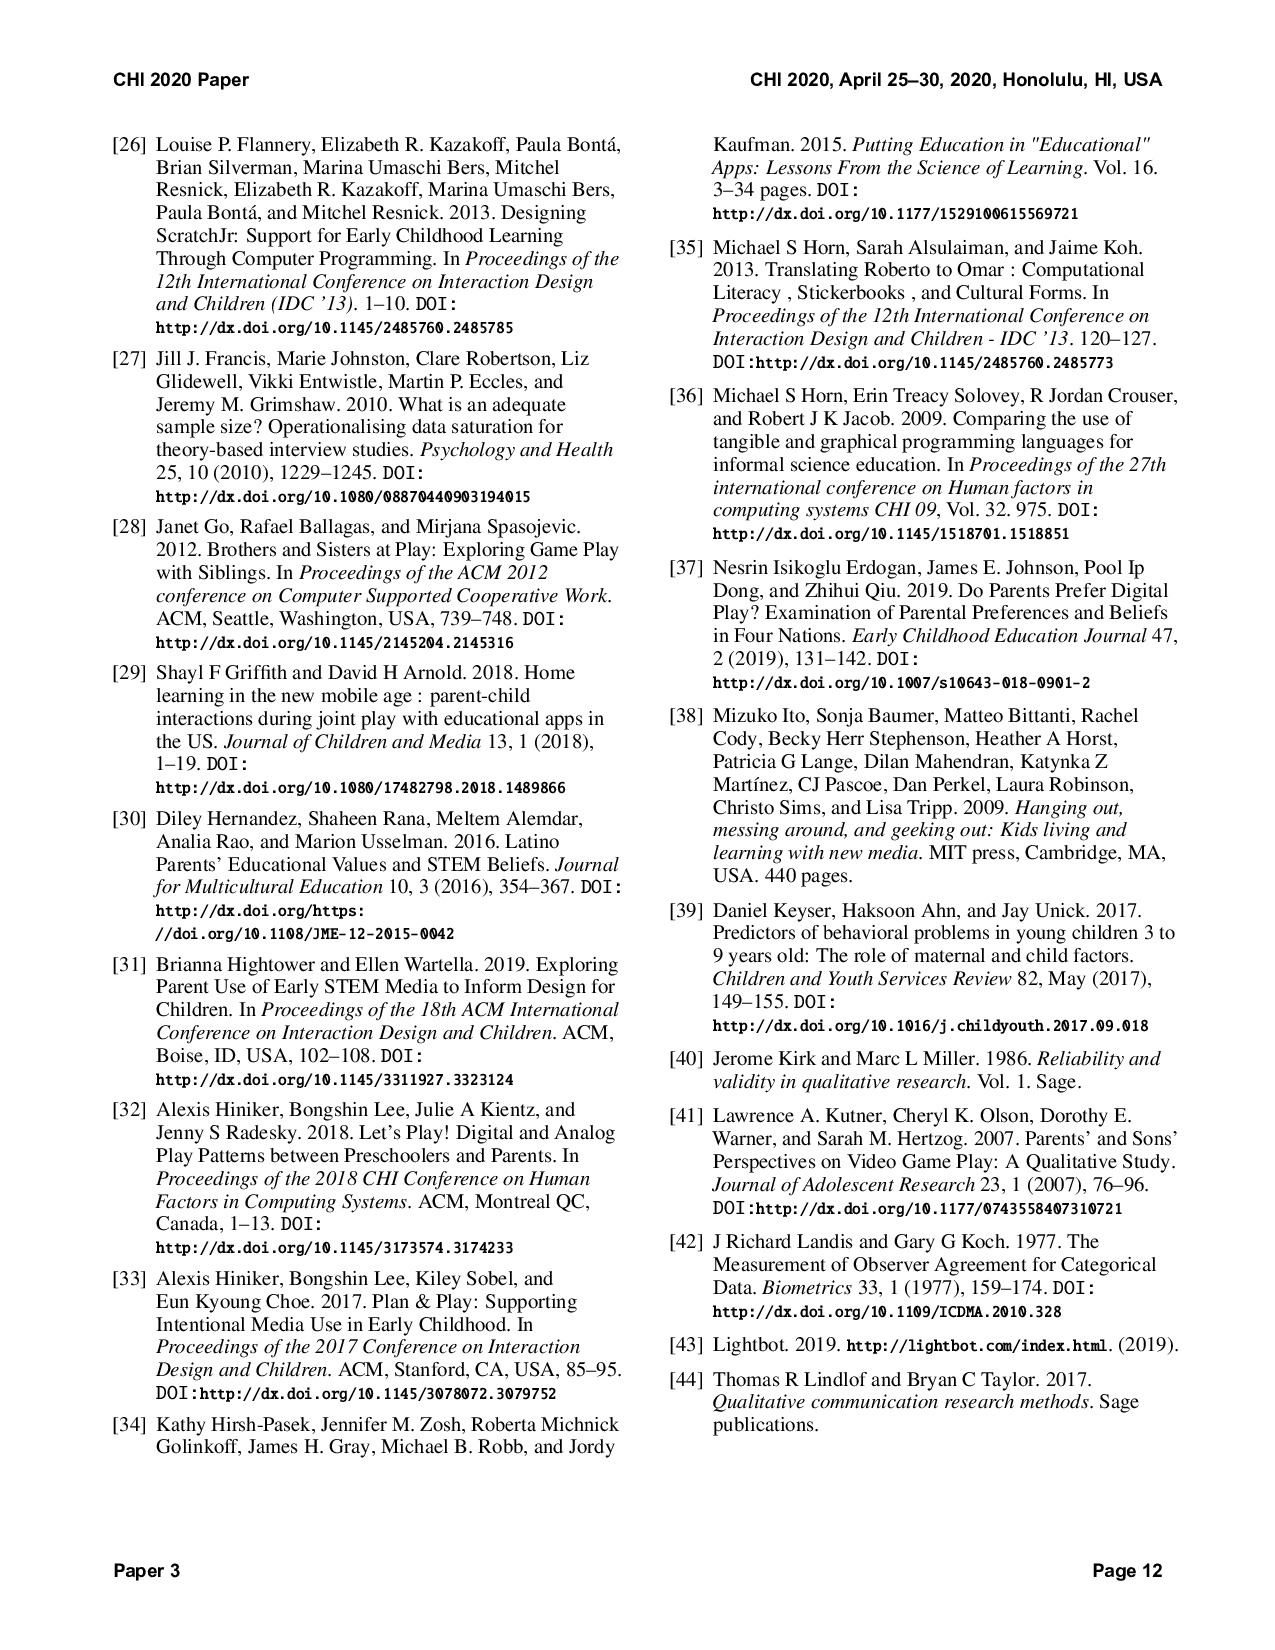 CHI 2020 Paper
CHI 2020, April 25–30, 2020, Honolulu, HI, USA
[26] Louise P. Flannery, Elizabeth R. Kazakoff, Paula Bontá,
Brian Silverman, Marina Umaschi Bers, Mitchel
Resnick, Elizabeth R. Kazakoff, Marina Umaschi Bers,
Paula Bontá, and Mitchel Resnick. 2013. Designing
ScratchJr: Support for Early Childhood Learning
Through Computer Programming. In Proceedings of the
12th International Conference on Interaction Design
and Children (IDC ’13). 1–10. DOI:
http://dx.doi.org/10.1145/2485760.2485785
[27] Jill J. Francis, Marie Johnston, Clare Robertson, Liz
Glidewell, Vikki Entwistle, Martin P. Eccles, and
Jeremy M. Grimshaw. 2010. What is an adequate
sample size? Operationalising data saturation for
theory-based interview studies. Psychology and Health
25, 10 (2010), 1229–1245. DOI:
http://dx.doi.org/10.1080/08870440903194015
[28] Janet Go, Rafael Ballagas, and Mirjana Spasojevic.
2012. Brothers and Sisters at Play: Exploring Game Play
with Siblings. In Proceedings of the ACM 2012
conference on Computer Supported Cooperative Work.
ACM, Seattle, Washington, USA, 739–748. DOI:
http://dx.doi.org/10.1145/2145204.2145316
[29] Shayl F Griffith and David H Arnold. 2018. Home
learning in the new mobile age : parent-child
interactions during joint play with educational apps in
the US. Journal of Children and Media 13, 1 (2018),
1–19. DOI:
http://dx.doi.org/10.1080/17482798.2018.1489866
[30] Diley Hernandez, Shaheen Rana, Meltem Alemdar,
Analia Rao, and Marion Usselman. 2016. Latino
Parents’ Educational Values and STEM Beliefs. Journal
for Multicultural Education 10, 3 (2016), 354–367. DOI:
http://dx.doi.org/https:
//doi.org/10.1108/JME-12-2015-0042
[31] Brianna Hightower and Ellen Wartella. 2019. Exploring
Parent Use of Early STEM Media to Inform Design for
Children. In Proceedings of the 18th ACM International
Conference on Interaction Design and Children. ACM,
Boise, ID, USA, 102–108. DOI:
http://dx.doi.org/10.1145/3311927.3323124
[32] Alexis Hiniker, Bongshin Lee, Julie A Kientz, and
Jenny S Radesky. 2018. Let’s Play! Digital and Analog
Play Patterns between Preschoolers and Parents. In
Proceedings of the 2018 CHI Conference on Human
Factors in Computing Systems. ACM, Montreal QC,
Canada, 1–13. DOI:
http://dx.doi.org/10.1145/3173574.3174233
[33] Alexis Hiniker, Bongshin Lee, Kiley Sobel, and
Eun Kyoung Choe. 2017. Plan & Play: Supporting
Intentional Media Use in Early Childhood. In
Proceedings of the 2017 Conference on Interaction
Design and Children. ACM, Stanford, CA, USA, 85–95.
DOI:http://dx.doi.org/10.1145/3078072.3079752
[34] Kathy Hirsh-Pasek, Jennifer M. Zosh, Roberta Michnick
Golinkoff, James H. Gray, Michael B. Robb, and Jordy
Kaufman. 2015. Putting Education in "Educational"
Apps: Lessons From the Science of Learning. Vol. 16.
3–34 pages. DOI:
http://dx.doi.org/10.1177/1529100615569721
[35] Michael S Horn, Sarah Alsulaiman, and Jaime Koh.
2013. Translating Roberto to Omar : Computational
Literacy , Stickerbooks , and Cultural Forms. In
Proceedings of the 12th International Conference on
Interaction Design and Children - IDC ’13. 120–127.
DOI:http://dx.doi.org/10.1145/2485760.2485773
[36] Michael S Horn, Erin Treacy Solovey, R Jordan Crouser,
and Robert J K Jacob. 2009. Comparing the use of
tangible and graphical programming languages for
informal science education. In Proceedings of the 27th
international conference on Human factors in
computing systems CHI 09, Vol. 32. 975. DOI:
http://dx.doi.org/10.1145/1518701.1518851
[37] Nesrin Isikoglu Erdogan, James E. Johnson, Pool Ip
Dong, and Zhihui Qiu. 2019. Do Parents Prefer Digital
Play? Examination of Parental Preferences and Beliefs
in Four Nations. Early Childhood Education Journal 47,
2 (2019), 131–142. DOI:
http://dx.doi.org/10.1007/s10643-018-0901-2
[38] Mizuko Ito, Sonja Baumer, Matteo Bittanti, Rachel
Cody, Becky Herr Stephenson, Heather A Horst,
Patricia G Lange, Dilan Mahendran, Katynka Z
Martínez, CJ Pascoe, Dan Perkel, Laura Robinson,
Christo Sims, and Lisa Tripp. 2009. Hanging out,
messing around, and geeking out: Kids living and
learning with new media. MIT press, Cambridge, MA,
USA. 440 pages.
[39] Daniel Keyser, Haksoon Ahn, and Jay Unick. 2017.
Predictors of behavioral problems in young children 3 to
9 years old: The role of maternal and child factors.
Children and Youth Services Review 82, May (2017),
149–155. DOI:
http://dx.doi.org/10.1016/j.childyouth.2017.09.018
[40] Jerome Kirk and Marc L Miller. 1986. Reliability and
validity in qualitative research. Vol. 1. Sage.
[41] Lawrence A. Kutner, Cheryl K. Olson, Dorothy E.
Warner, and Sarah M. Hertzog. 2007. Parents’ and Sons’
Perspectives on Video Game Play: A Qualitative Study.
Journal of Adolescent Research 23, 1 (2007), 76–96.
DOI:http://dx.doi.org/10.1177/0743558407310721
[42] J Richard Landis and Gary G Koch. 1977. The
Measurement of Observer Agreement for Categorical
Data. Biometrics 33, 1 (1977), 159–174. DOI:
http://dx.doi.org/10.1109/ICDMA.2010.328
[43] Lightbot. 2019. http://lightbot.com/index.html. (2019).
[44] Thomas R Lindlof and Bryan C Taylor. 2017.
Qualitative communication research methods. Sage
publications.
Paper 3
Page 12